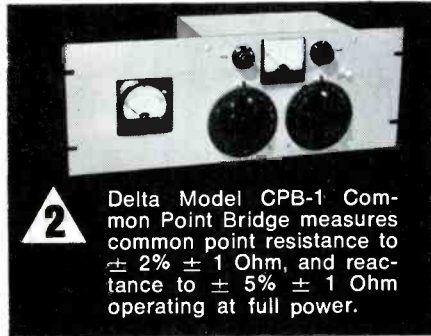 2
Delta Model CPB-1 Com-
mon Point Bridge measures
common point resistance to
± 2% ± 1 Ohm, and reac-
tance to ± 5% ± 1 Ohm
operating at full power.